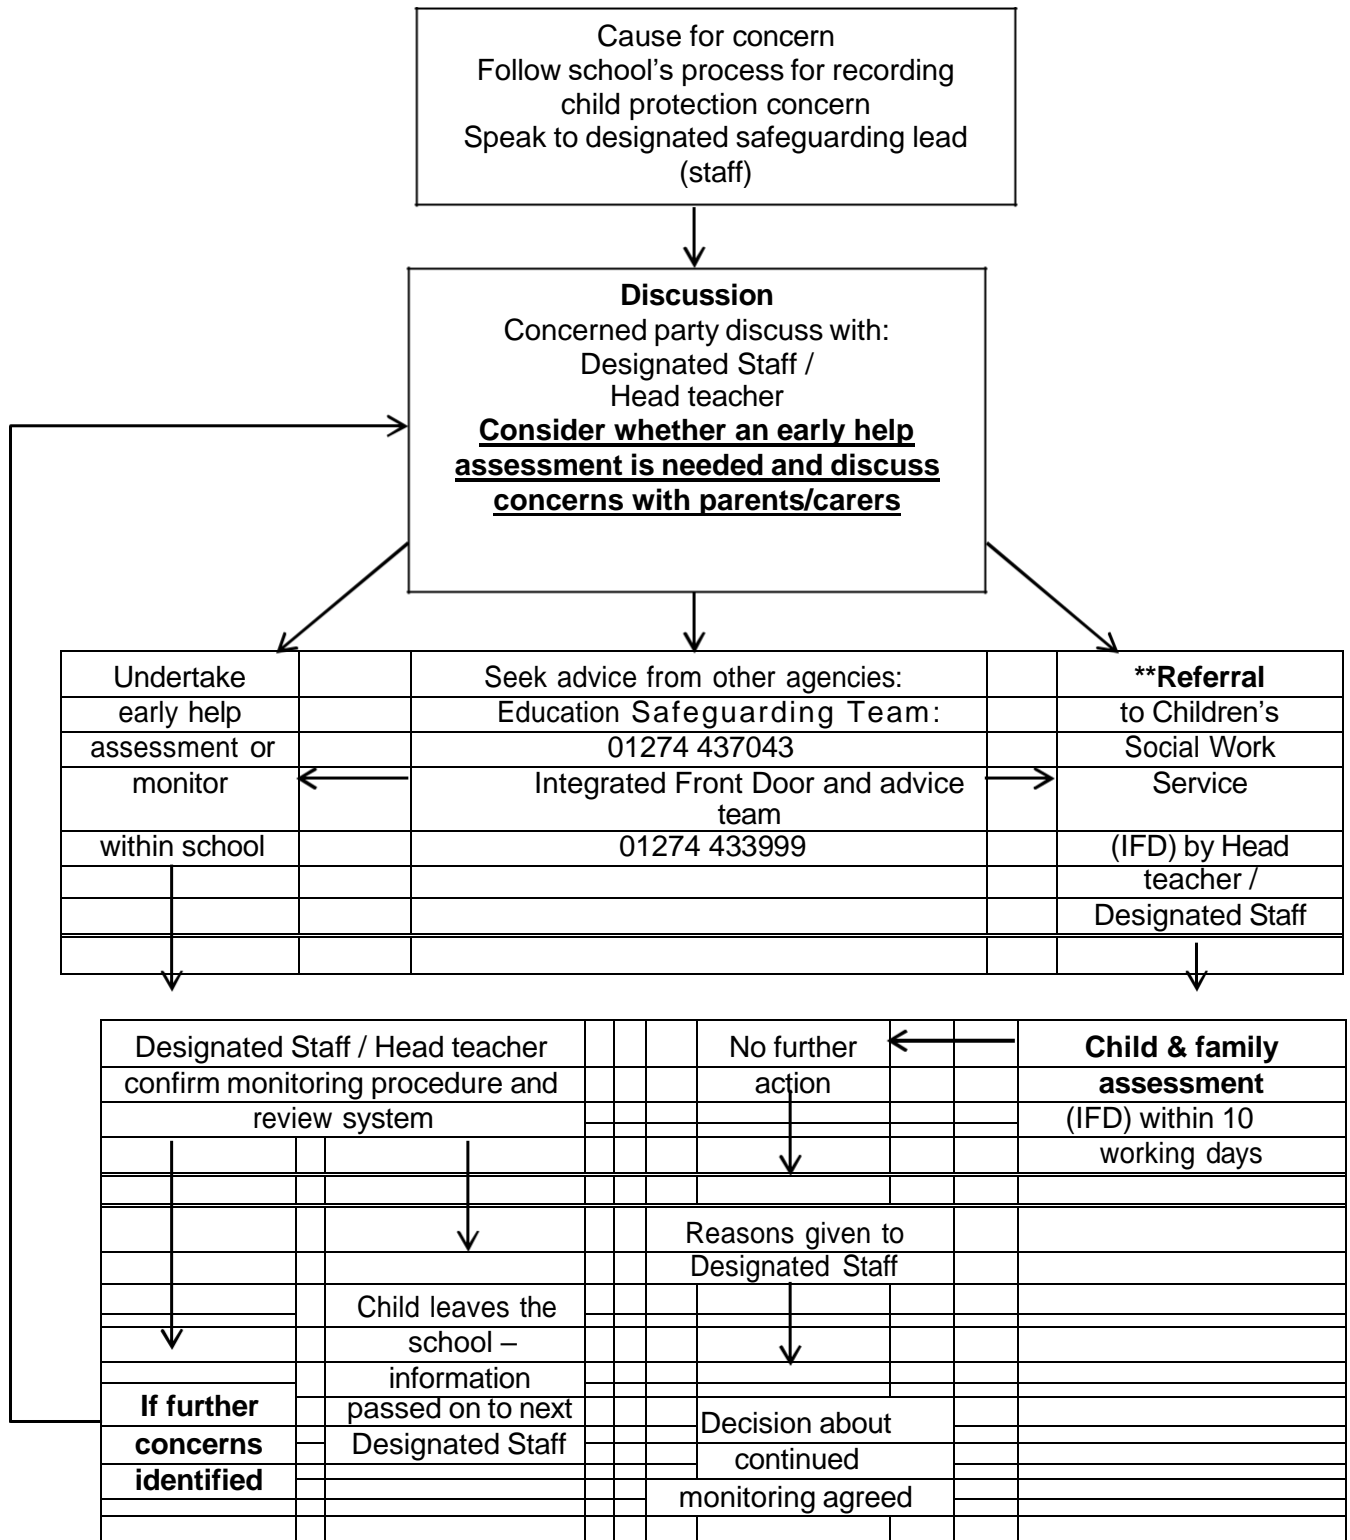 Cause for concern
Follow school’s process for recording
child protection concern
Speak to designated safeguarding lead
(staff)
Discussion
Concerned party discuss with:
Designated Staff /
Head teacher
Consider whether an early help
assessment is needed and discuss
concerns with parents/carers
Undertake
early help
assessment or
monitor
within school
Seek advice from other agencies:
Education Safeguarding Team:
01274 437043
Integrated Front Door and advice
team
01274 433999
**Referral
to Children’s
Social Work
Service
(IFD) by Head
teacher /
Designated Staff
Designated Staff / Head teacher
confirm monitoring procedure and
review system
No further
action
Child & family
assessment
(IFD) within 10
working days
Reasons given to
Designated Staff
Child leaves the
school –
information
passed on to next
Designated Staff
If further
concerns
identified
Decision about
continued
monitoring agreed